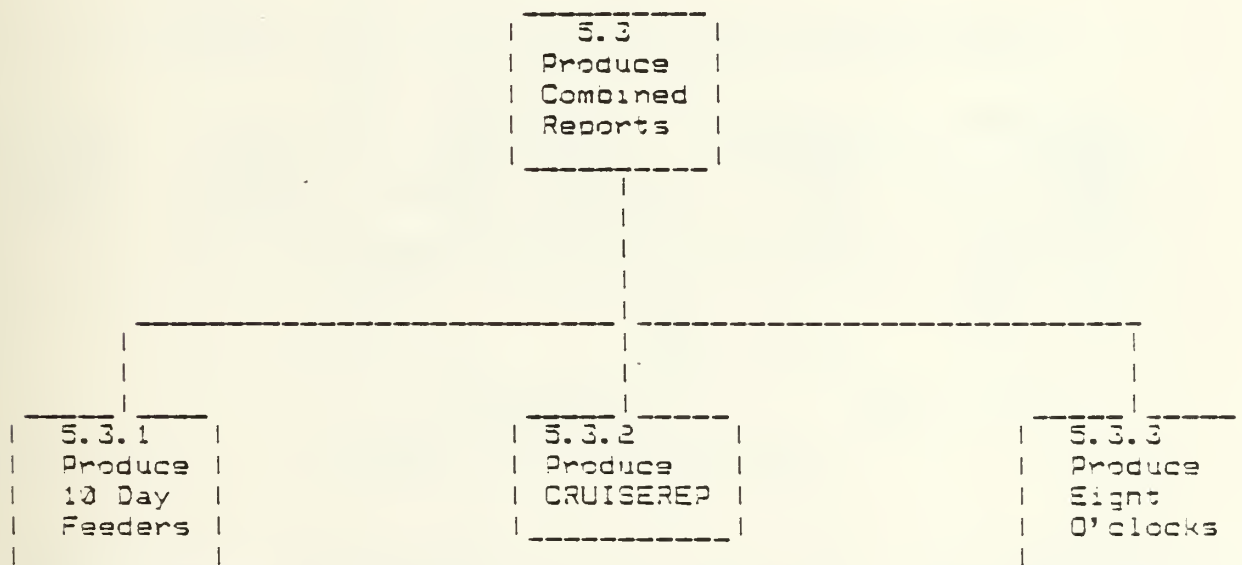 5.3
Produce
Combined
Reports
5.3.1
Produce
10 Day
Feeders
5.3.2
Produce
CRUISEREP
5.3.3
Produce
Eight
O'clocks